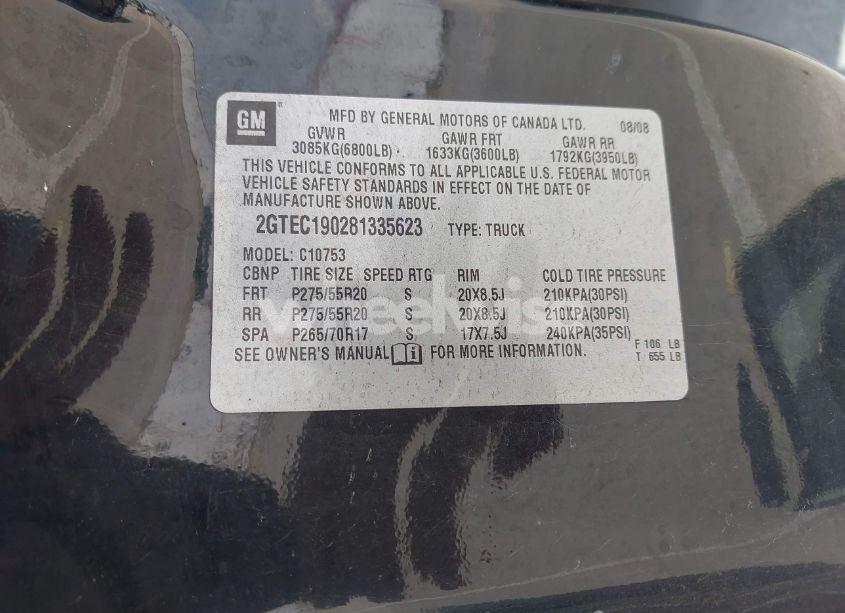 GM
MFD BY GENERAL MOTORS OF CANADA LTD. 08/08
GVWR GAWR FRT GAWR RR
3085KG(6800LB) 1633KG(3600LB) 1792KG(3950LB)
THIS VEHICLE CONFORMS TO ALL APPLICABLE U.S. FEDERAL MOTOR
VEHICLE SAFETY STANDARDS IN EFFECT ON THE DATE OF
MANUFACTURE SHOWN ABOVE.
2GTEC190281335623 TYPE: TRUCK
MODEL: C10753
CBNP TIRE SIZE SPEED RTG RIM COLD TIRE PRESSURE
FRT P275/55R20 S 20X8.5J 210KPA(30PSI)
RR P275/55R20 S 20X8.5J 210KPA(30PSI)
SPA P265/70R17 S 17X7.5J 240KPA(35PSI)
SEE OWNER'S MANUAL i FOR MORE INFORMATION.
F 106 LB
T 655 LB